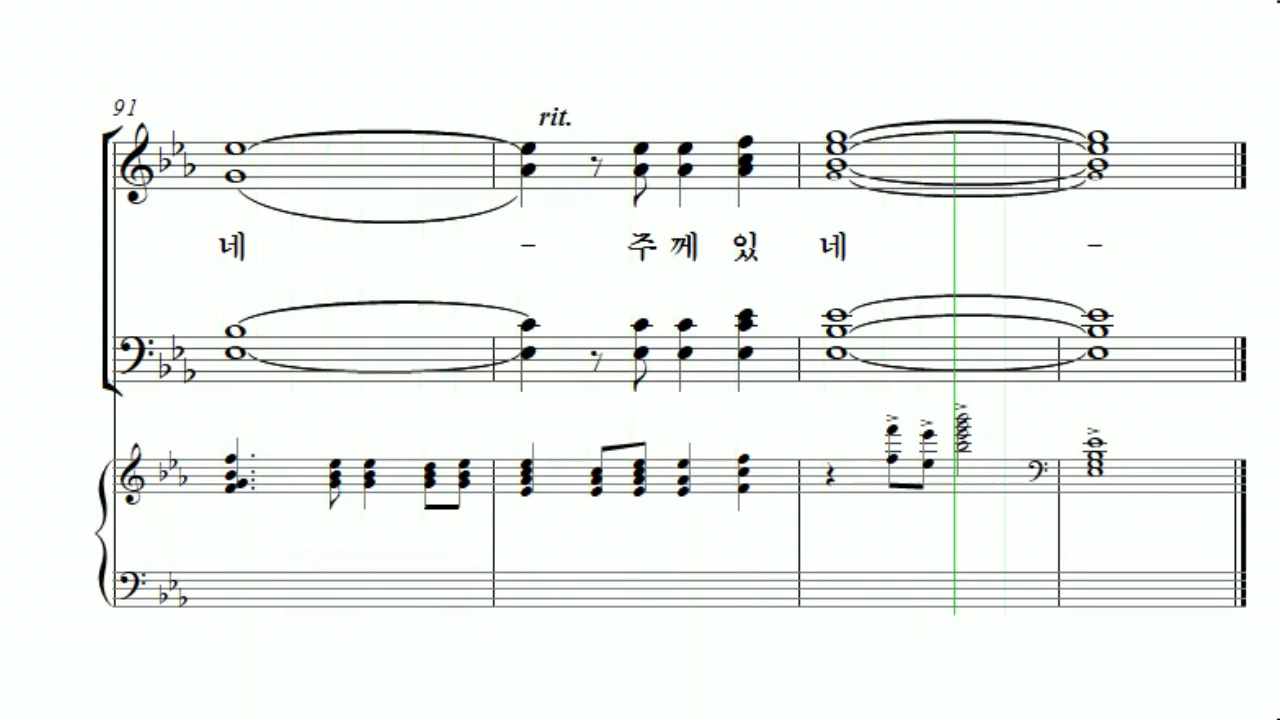 91
rit.
네 - 주 께 있 네 -